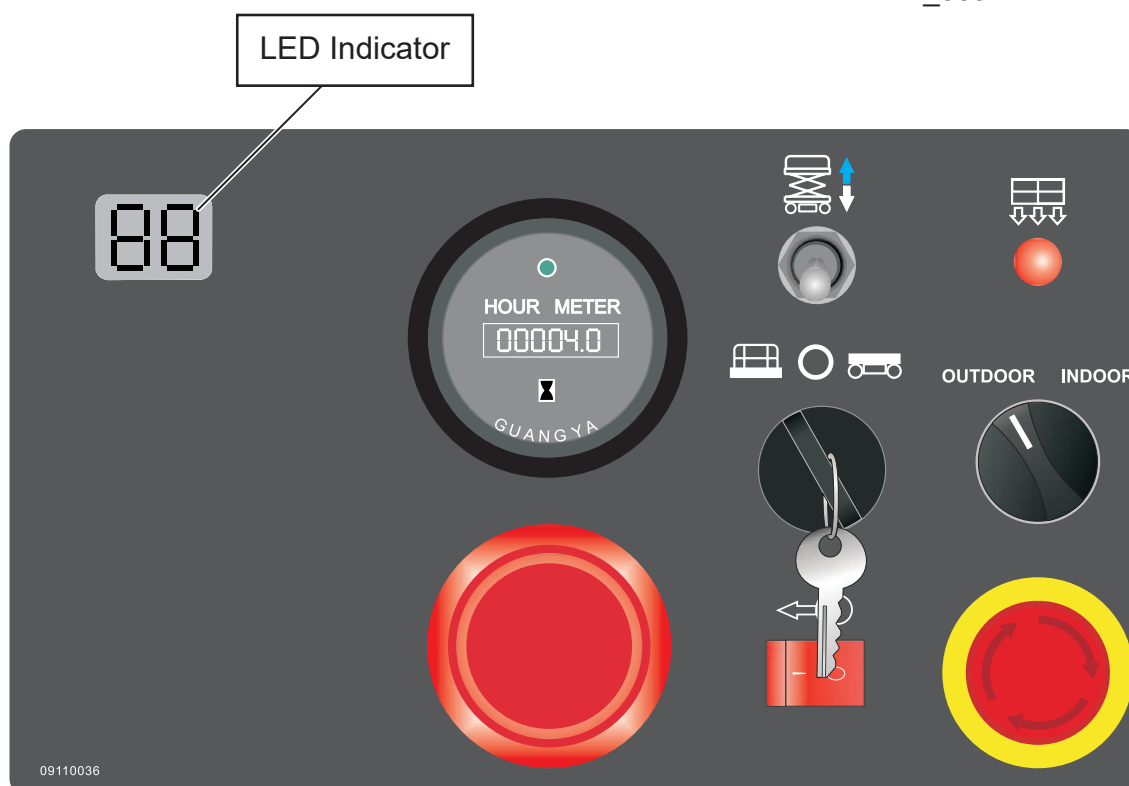 LED Indicator
88
HOUR METER
00004.0
GUANGYA
OUTDOOR INDOOR
09110036